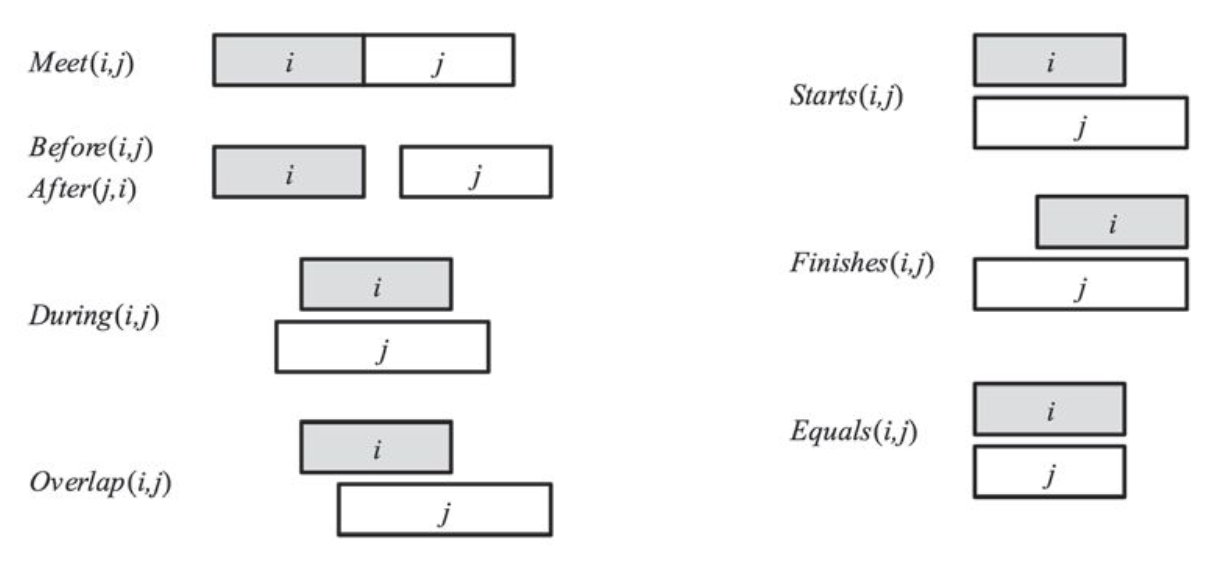 Meet(i,j)
i
j
Before(i,j)
After(j,i)
i
j
During(i,j)
i
j
Overlap(i,j)
i
j
Starts(i,j)
i
j
Finishes(i,j)
i
j
Equals(i,j)
i
j